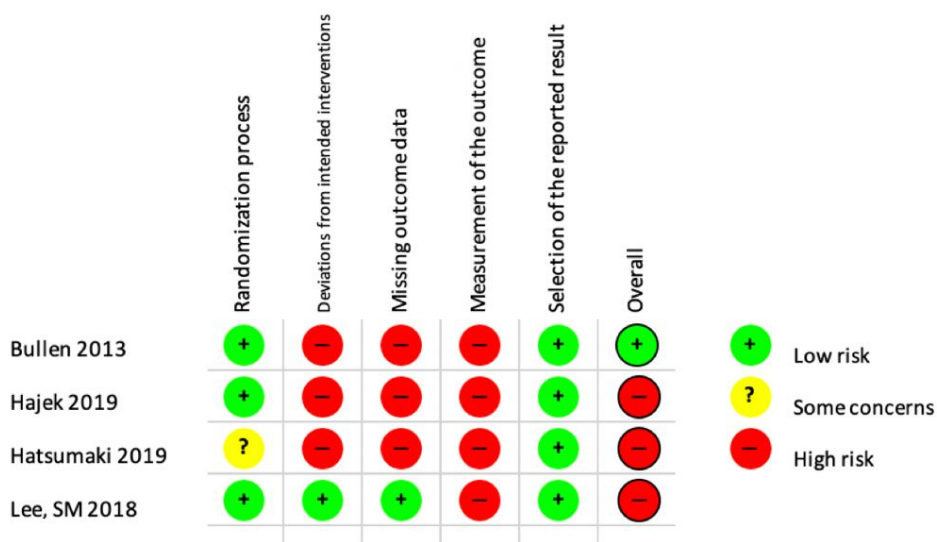 Randomization process
Deviations from intended interventions
Missing outcome data
Measurement of the outcome
Selection of the reported result
Overall
Bullen 2013 + − − − + +
Hajek 2019 + − − − + −
Hatsumaki 2019 ? − − − + −
Lee, SM 2018 + + + − + −
+ Low risk
? Some concerns
− High risk